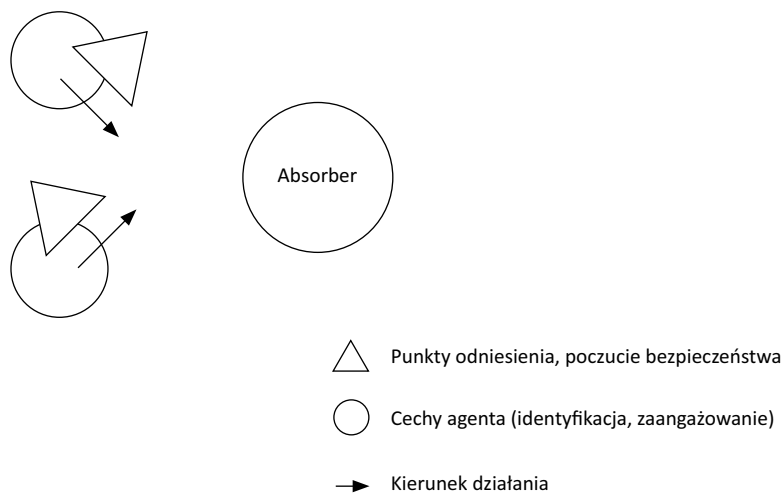 Absorber
Punkty odniesienia, poczucie bezpieczeństwa
Cechy agenta (identyfikacja, zaangażowanie)
Kierunek działania